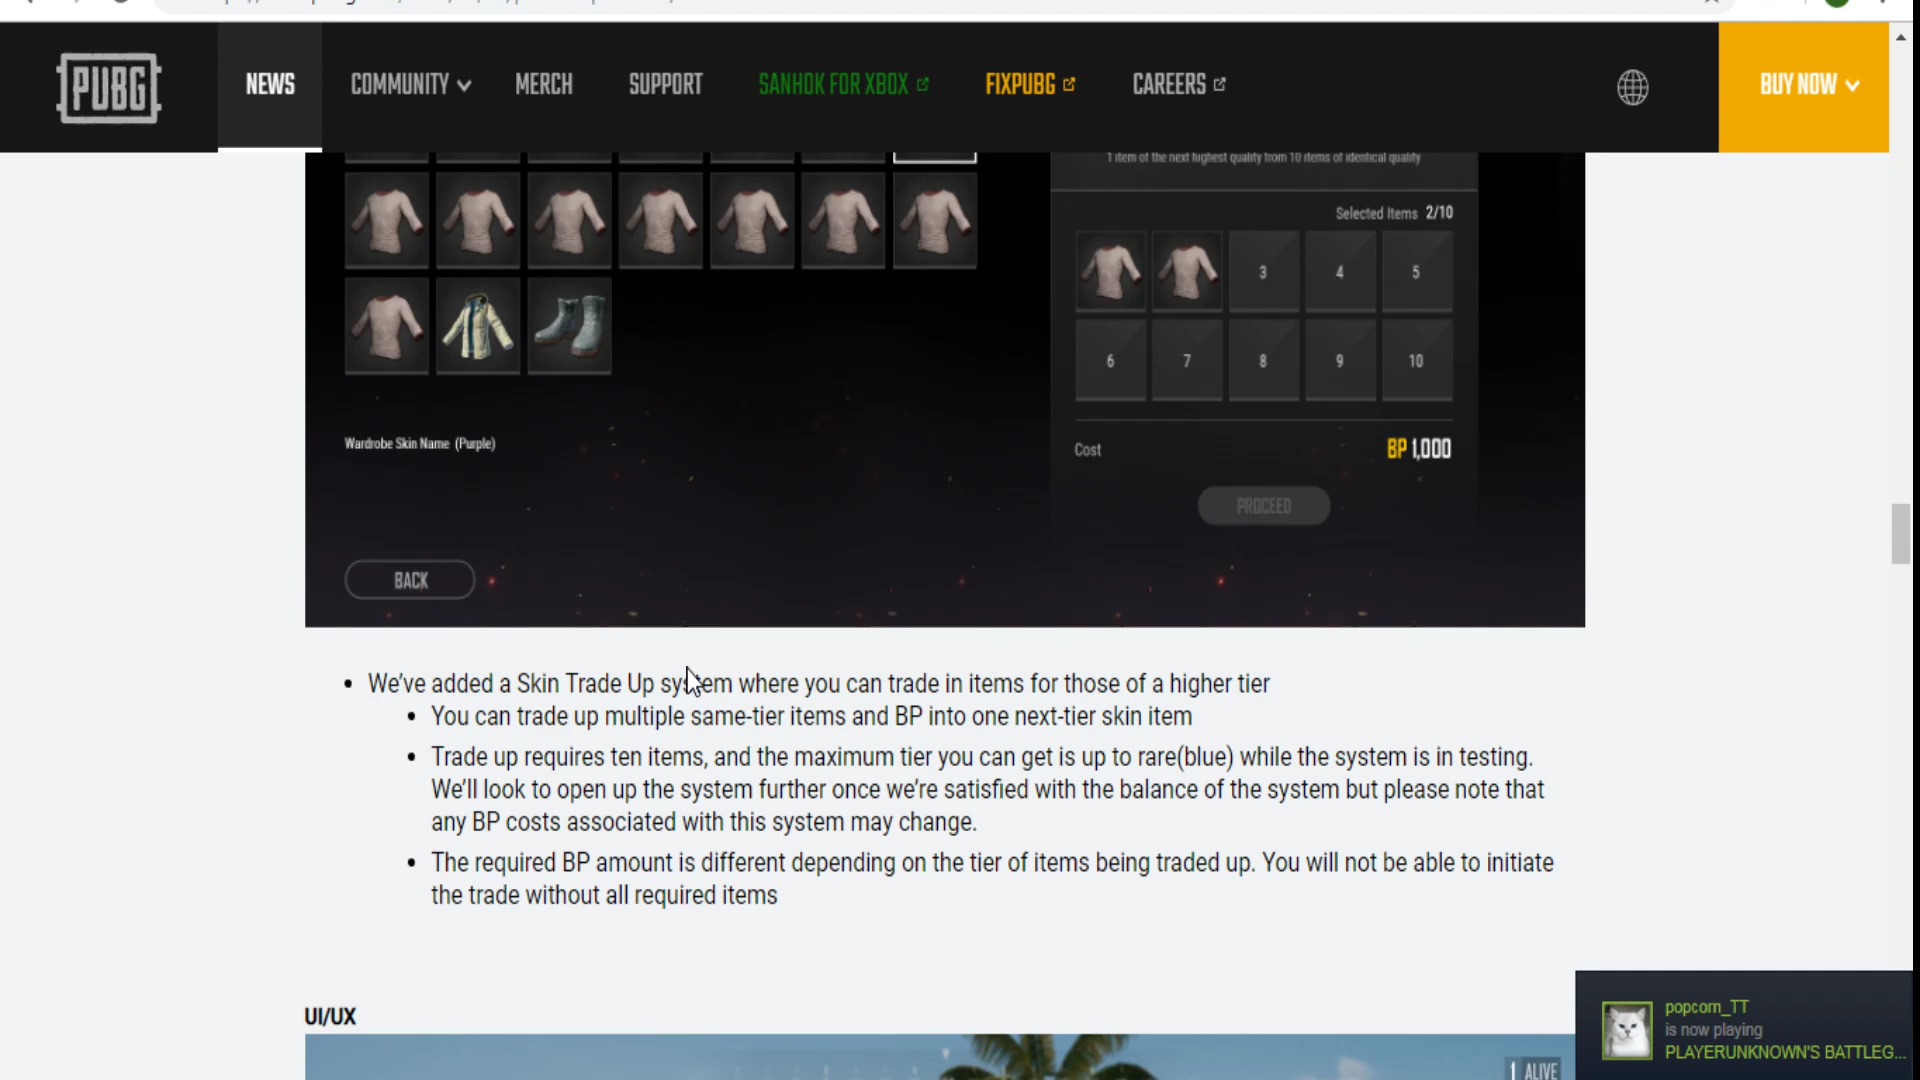 PUBG
NEWS
COMMUNITY
MERCH
SUPPORT
SANHOK FOR XBOX
FIXPUBG
CAREERS
BUY NOW
1 item of the next highest quality from 10 items of identical quality
Selected Items 2/10
3 4 5
6 7 8 9 10
Wardrobe Skin Name (Purple)
Cost BP 1,000
PROCEED
BACK
• We've added a Skin Trade Up system where you can trade in items for those of a higher tier
• You can trade up multiple same-tier items and BP into one next-tier skin item
• Trade up requires ten items, and the maximum tier you can get is up to rare(blue) while the system is in testing.
We'll look to open up the system further once we're satisfied with the balance of the system but please note that
any BP costs associated with this system may change.
• The required BP amount is different depending on the tier of items being traded up. You will not be able to initiate
the trade without all required items
UI/UX
1 ALIVE
popcorn_TT
is now playing
PLAYERUNKNOWN'S BATTLEG...